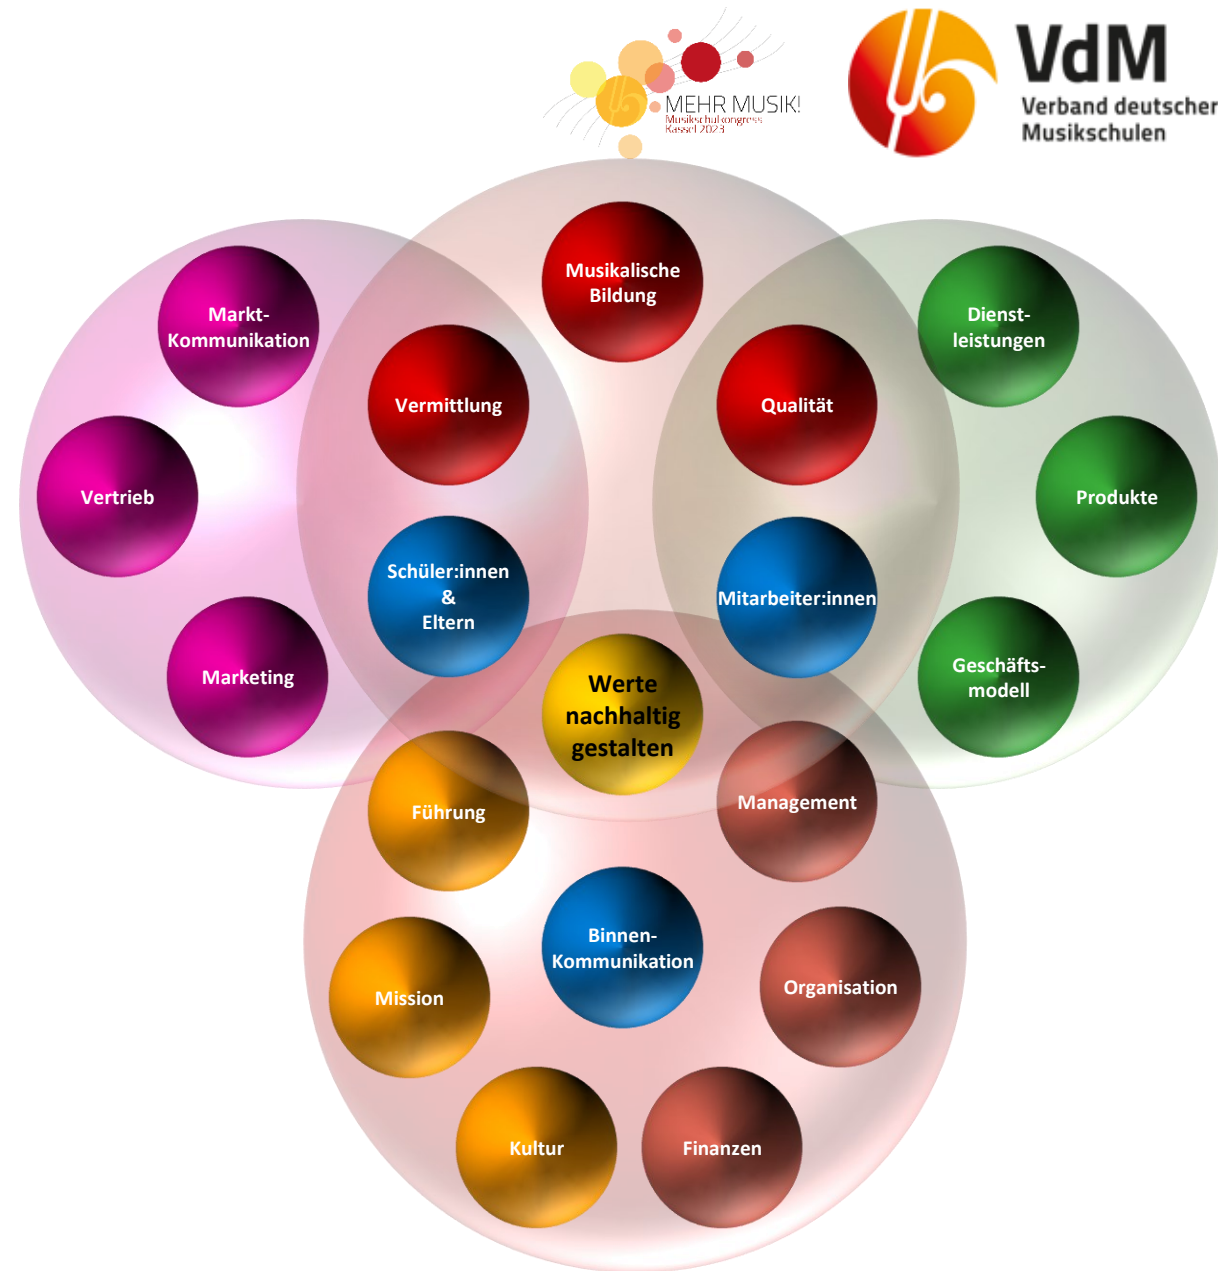 MEHR MUSIK!
Musikschulkongress
Kassel 2023
VdM
Verband deutscher
Musikschulen
Musikalische
Bildung
Markt-
Kommunikation
Dienst-
leistungen
Vermittlung
Qualität
Vertrieb
Produkte
Schüler:innen
&
Eltern
Mitarbeiter:innen
Marketing
Geschäfts-
modell
Werte
nachhaltig
gestalten
Führung
Management
Binnen-
Kommunikation
Mission
Organisation
Kultur
Finanzen